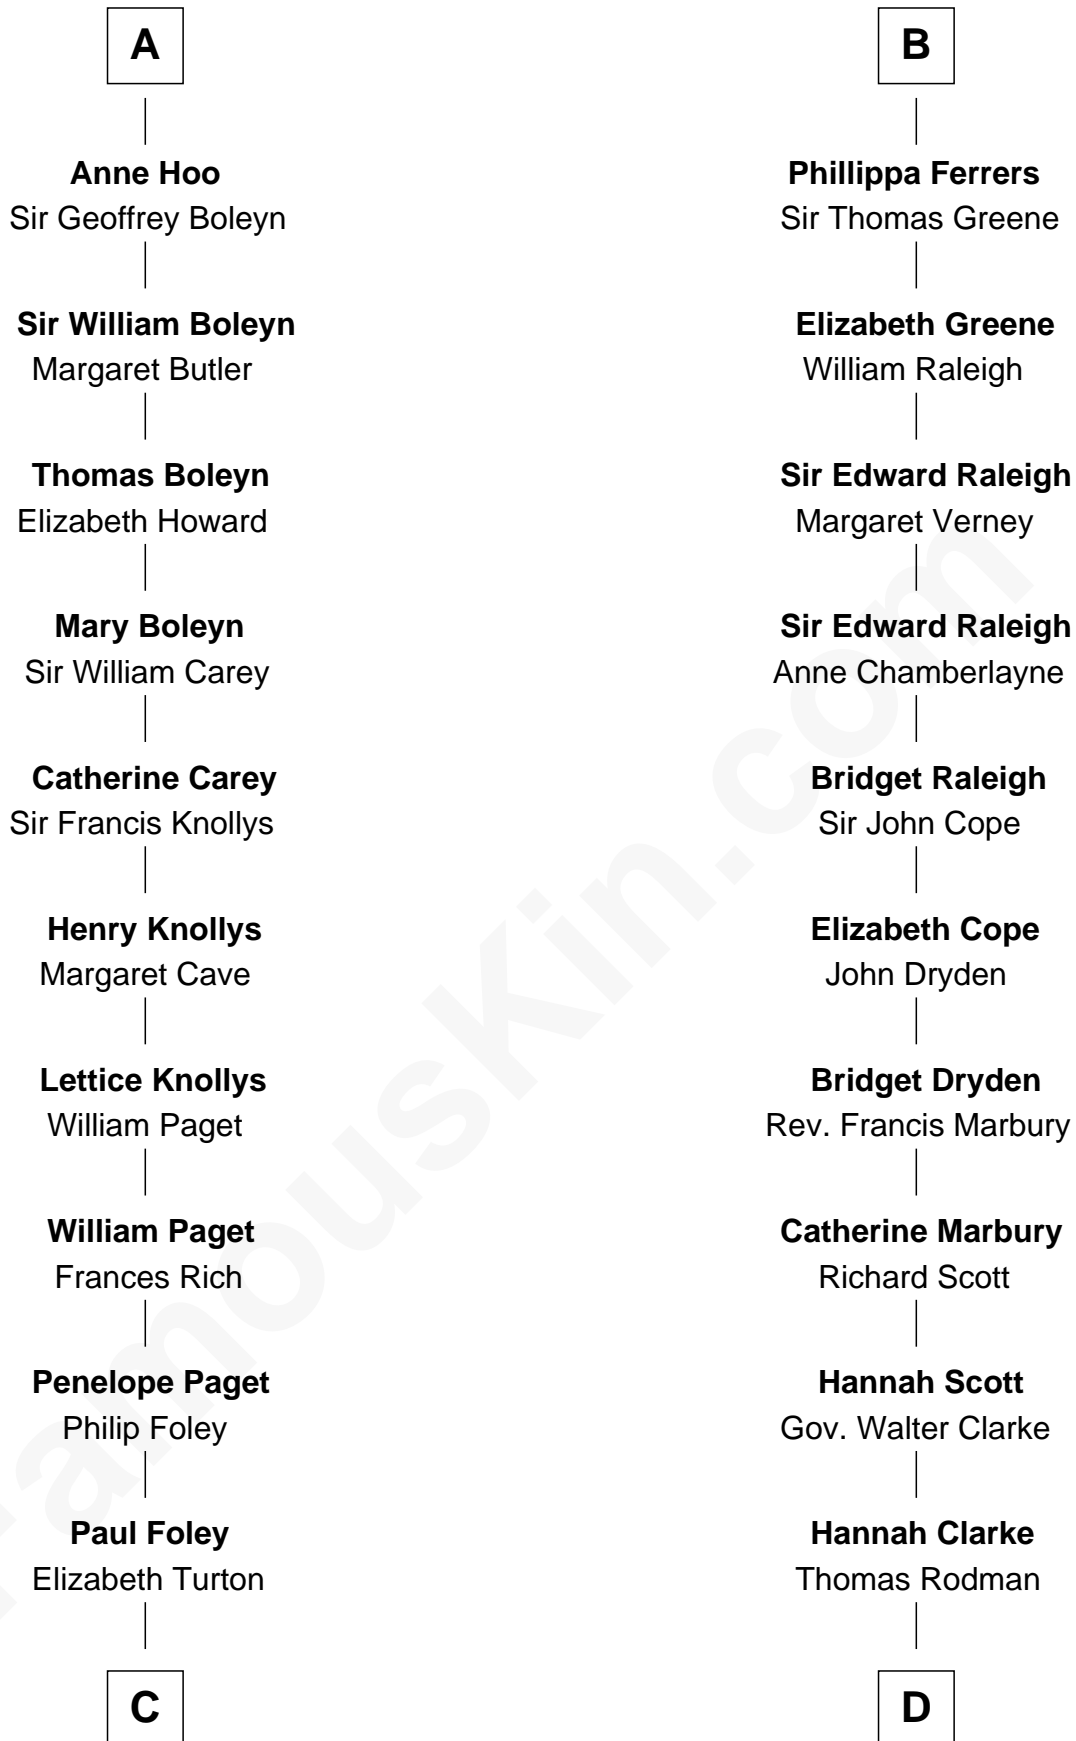 A
Anne Hoo
Sir Geoffrey Boleyn
Sir William Boleyn
Margaret Butler
Thomas Boleyn
Elizabeth Howard
Mary Boleyn
Sir William Carey
Catherine Carey
Sir Francis Knollys
Henry Knollys
Margaret Cave
Lettice Knollys
William Paget
William Paget
Frances Rich
Penelope Paget
Philip Foley
Paul Foley
Elizabeth Turton
C
B
Phillippa Ferrers
Sir Thomas Greene
Elizabeth Greene
William Raleigh
Sir Edward Raleigh
Margaret Verney
Sir Edward Raleigh
Anne Chamberlayne
Bridget Raleigh
Sir John Cope
Elizabeth Cope
John Dryden
Bridget Dryden
Rev. Francis Marbury
Catherine Marbury
Richard Scott
Hannah Scott
Gov. Walter Clarke
Hannah Clarke
Thomas Rodman
D
FamousKin.com